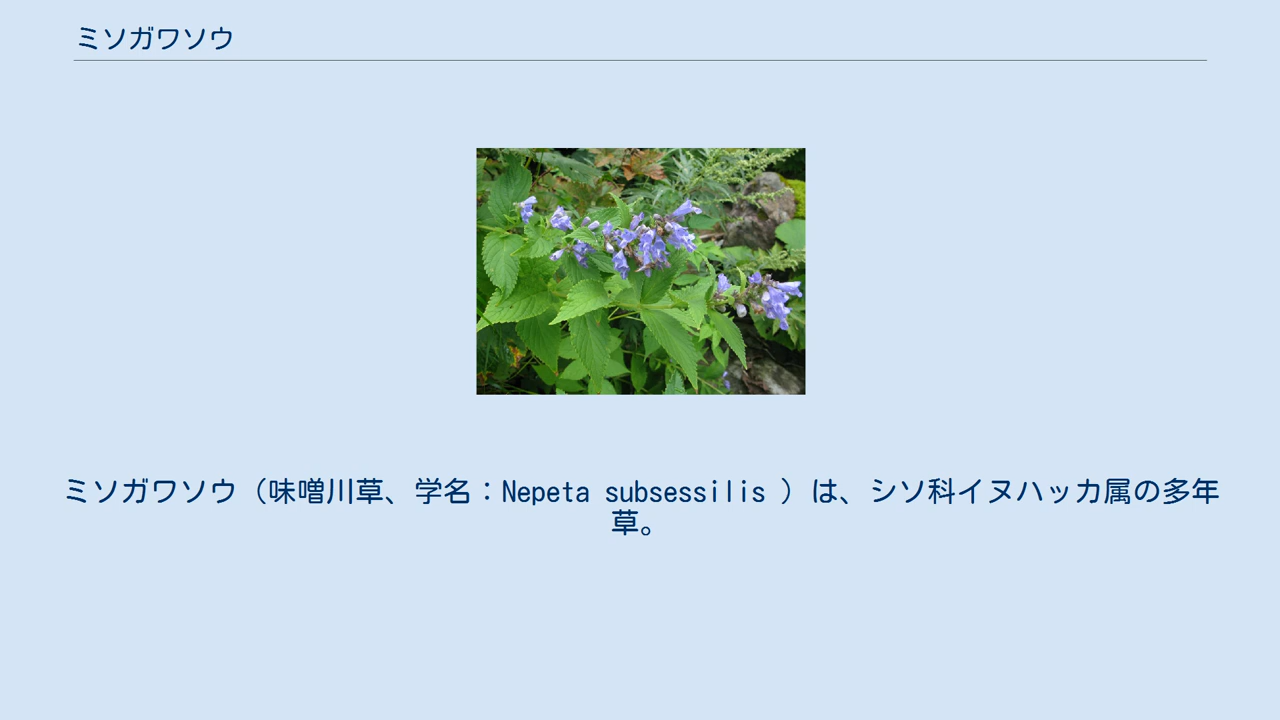 ミソガワソウ
ミソガワソウ（味噌川草、学名：Nepeta subsessilis ）は、シソ科イヌハッカ属の多年
草。